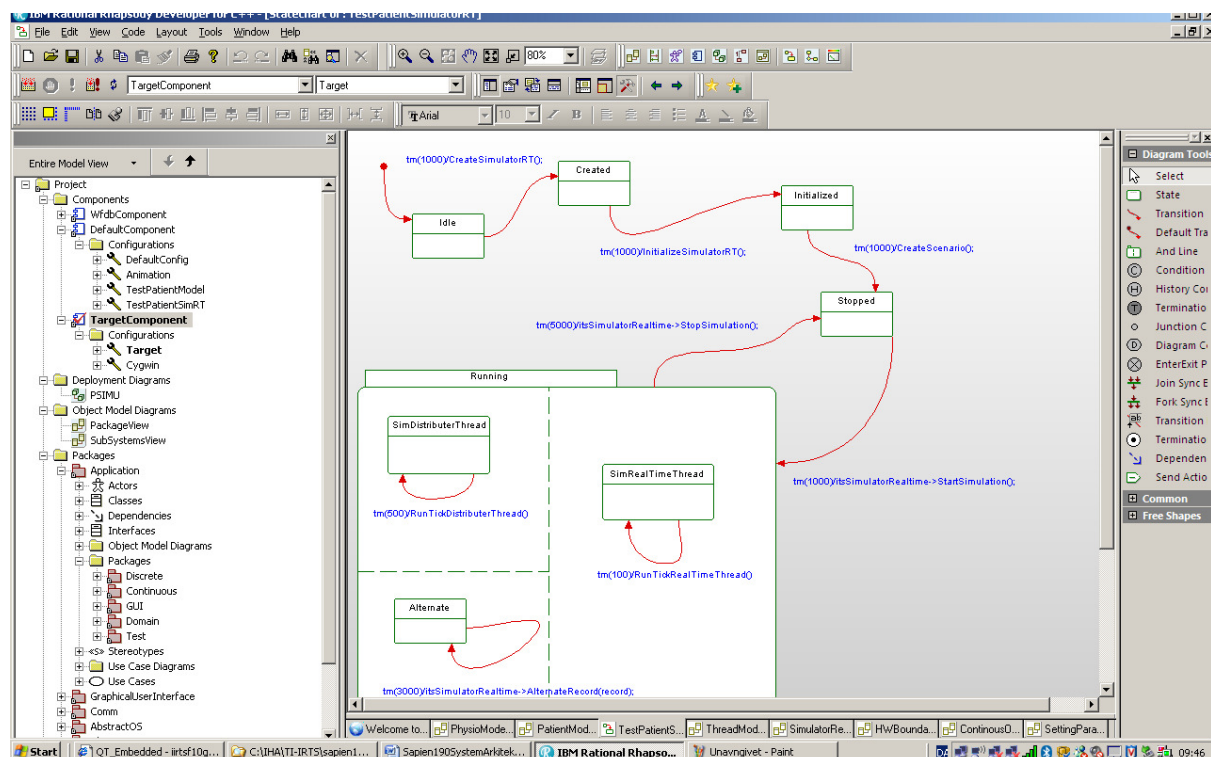 IBM Rational Rhapsody Developer for C++ - [Statechart of : TestPatientSimulatorRT]
File Edit View Code Layout Tools Window Help
80%
TargetComponent Target
Arial 10
Entire Model View
Project
Components
WfdbComponent
DefaultComponent
Configurations
DefaultConfig
Animation
TestPatientModel
TestPatientSimRT
TargetComponent
Configurations
Target
Cygwin
Deployment Diagrams
PSIMU
Object Model Diagrams
PackageView
SubSystemsView
Packages
Application
Actors
Classes
Dependencies
Interfaces
Object Model Diagrams
Packages
Discrete
Continuous
GUI
Domain
Test
«S» Stereotypes
Use Case Diagrams
Use Cases
GraphicalUserInterface
Comm
AbstractOS
tm(1000)/CreateSimulatorRT();
Created
Idle
Initialized
tm(1000)/InitializeSimulatorRT();
tm(1000)/CreateScenario();
Stopped
tm(5000)/itsSimulatorRealtime->StopSimulation();
Running
SimDistributerThread
SimRealTimeThread
tm(1000)/itsSimulatorRealtime->StartSimulation();
tm(500)/RunTickDistributerThread()
tm(100)/RunTickRealTimeThread()
Alternate
tm(3000)/itsSimulatorRealtime->AlternateRecord(record);
Diagram Tools
Select
State
Transition
Default Tra
And Line
Condition
History Cor
Terminatio
Junction C
Diagram C
EnterExit P
Join Sync E
Fork Sync E
Transition
Terminatio
Dependen
Send Actio
Common
Free Shapes
Welcome to... PhysioMode... PatientMod... TestPatientS... ThreadMod... SimulatorRe... HWBounda... ContinousO... SettingPara...
Start QT_Embedded - iirtsf10g... C:\IHA\TI-IRTS\sapien1... Sapien190SystemArkitek... IBM Rational Rhapso... Unavngivet - Paint DA 09:46